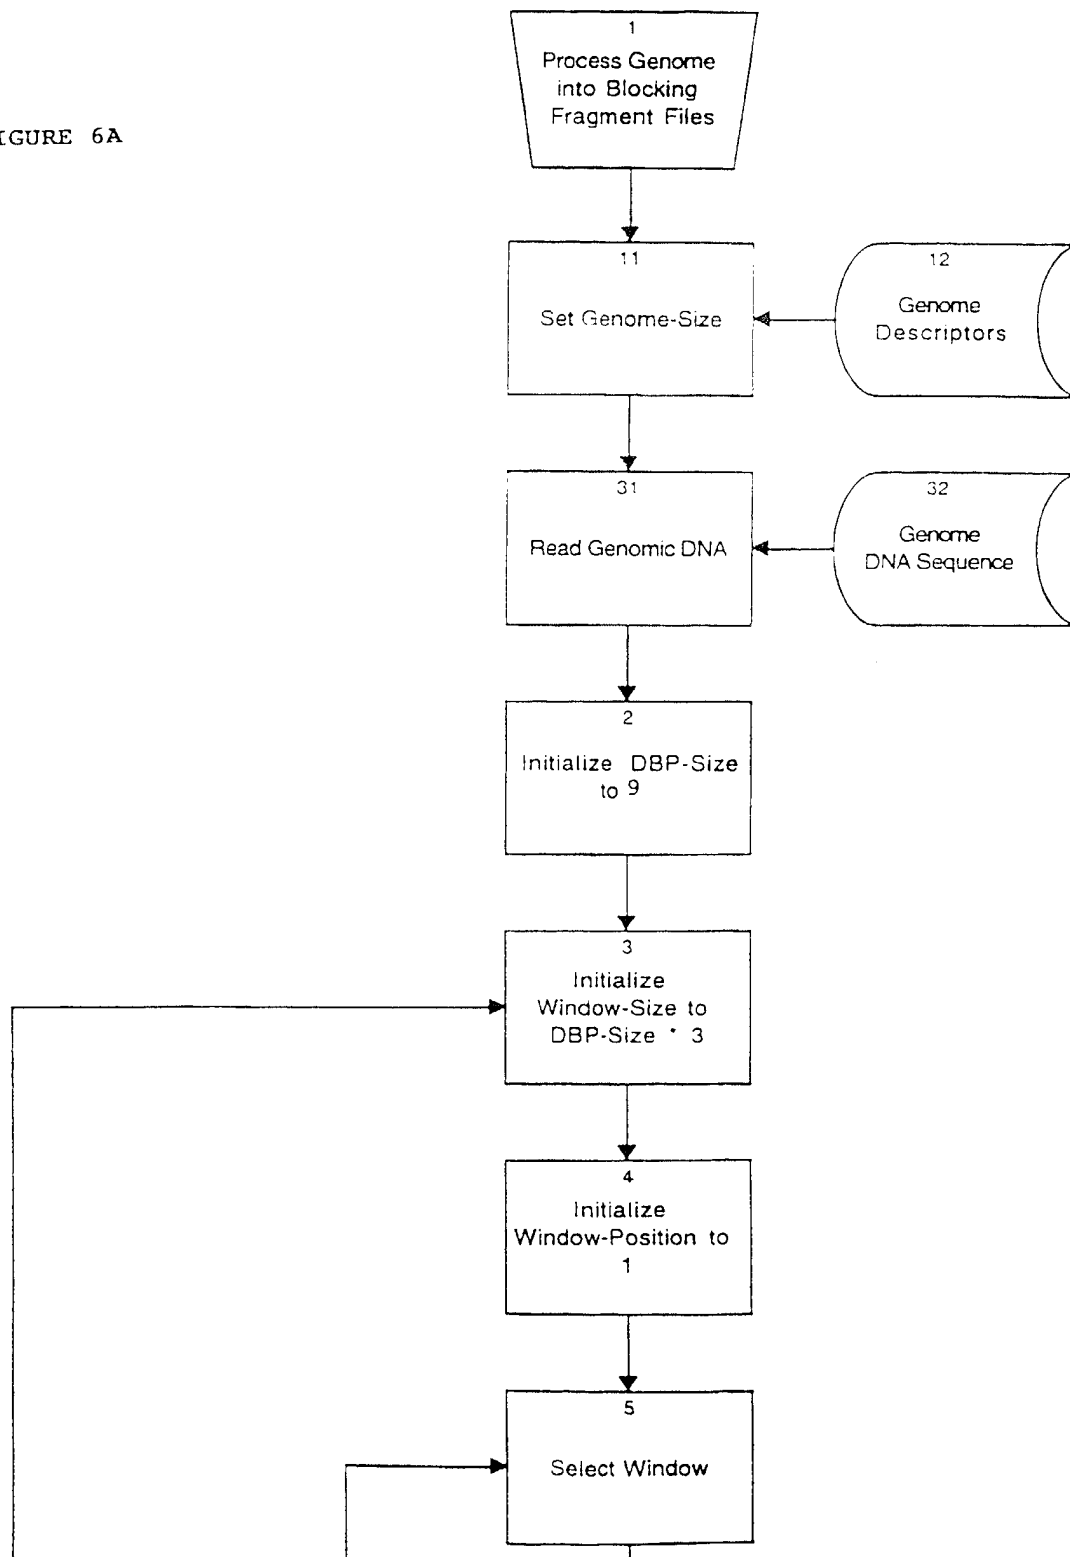 1
Process Genome
into Blocking
Fragment Files
IGURE 6A
11
Set Genome-Size
12
Genome
Descriptors
31
Read Genomic DNA
32
Genome
DNA Sequence
2
Initialize DBP-Size
to 9
3
Initialize
Window-Size to
DBP-Size * 3
4
Initialize
Window-Position to
1
5
Select Window